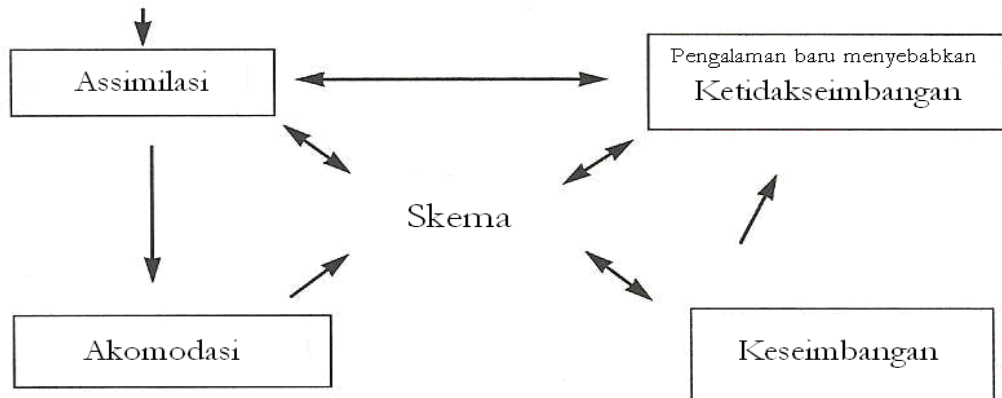 Assimilasi
Pengalaman baru menyebabkan
Ketidakseimbangan
Skema
Akomodasi
Keseimbangan